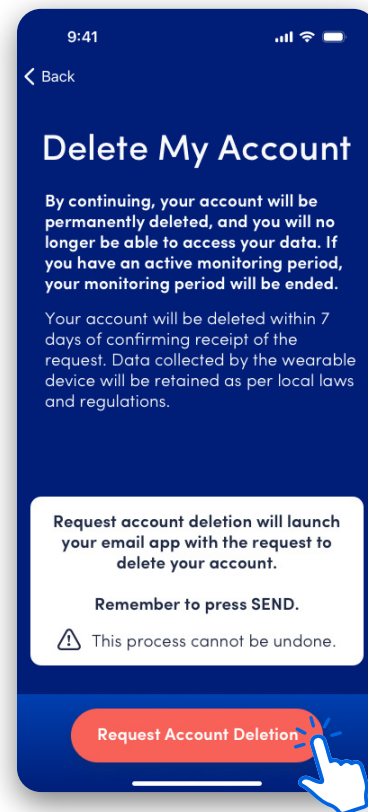 9:41
Back
Delete My Account
By continuing, your account will be
permanently deleted, and you will no
longer be able to access your data. If
you have an active monitoring period,
your monitoring period will be ended.
Your account will be deleted within 7
days of confirming receipt of the
request. Data collected by the wearable
device will be retained as per local laws
and regulations.
Request account deletion will launch
your email app with the request to
delete your account.
Remember to press SEND.
This process cannot be undone.
Request Account Deletion